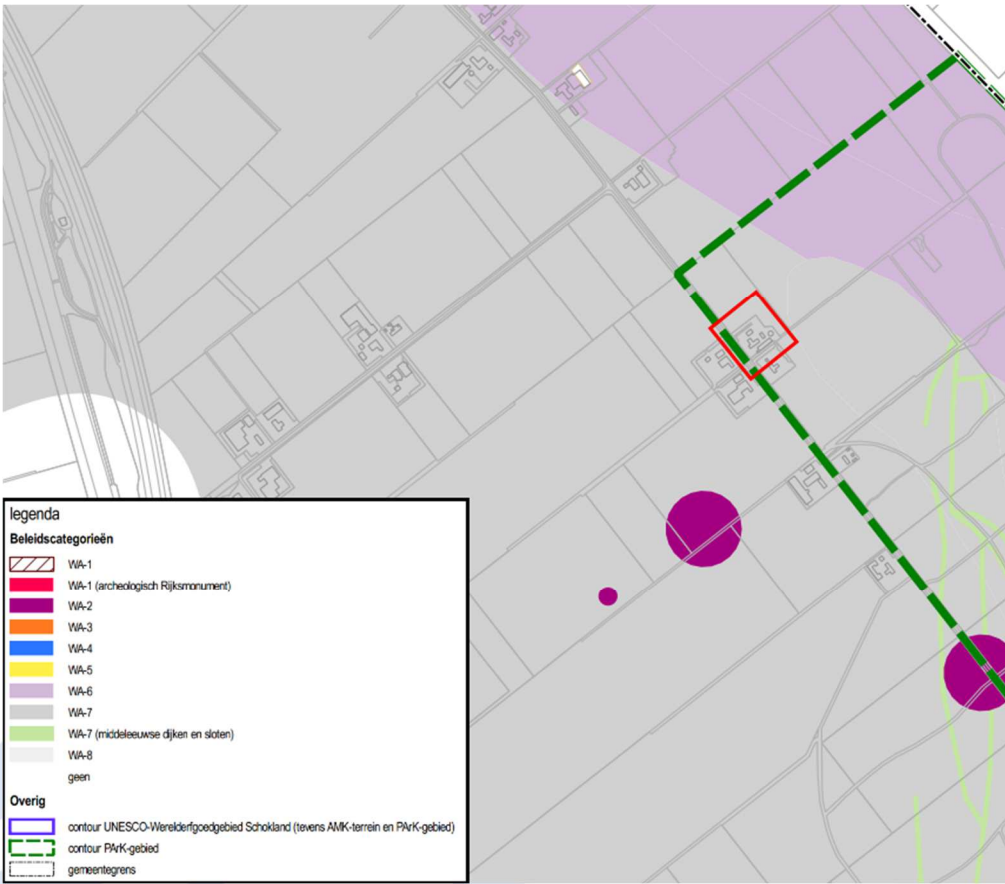 legenda
Beleidscategorieën
WA-1
WA-1 (archeologisch Rijksmonument)
WA-2
WA-3
WA-4
WA-5
WA-6
WA-7
WA-7 (middeleeuwse dijken en sloten)
WA-8
geen
Overig
contour UNESCO-Werelderfgoedgebied Schokland (tevens AMK-terrein en PArK-gebied)
contour PArK-gebied
gemeentegrens